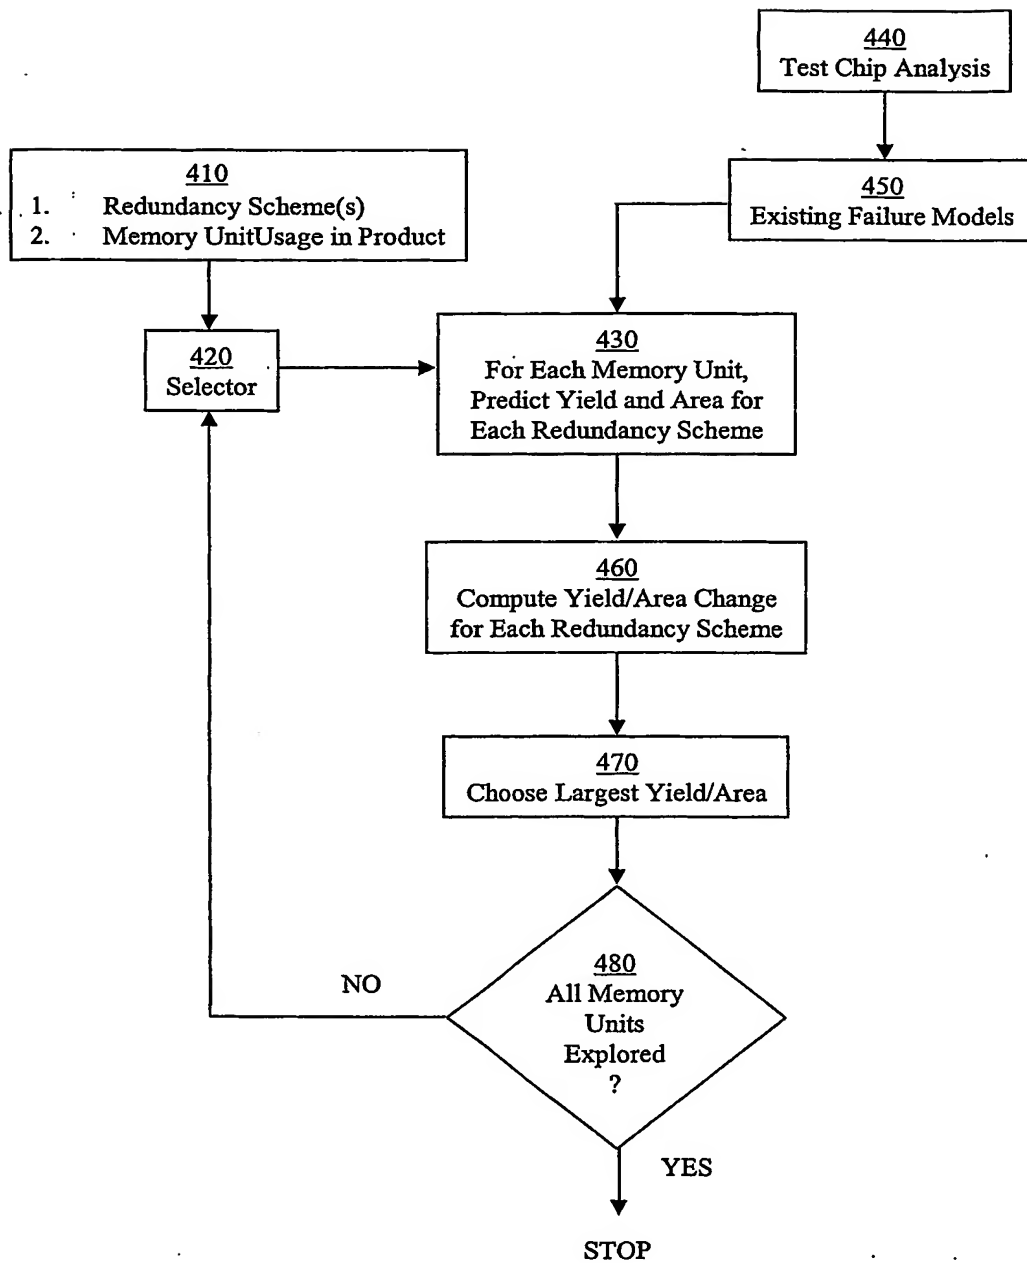 440
Test Chip Analysis
410
1. Redundancy Scheme(s)
2. Memory UnitUsage in Product
450
Existing Failure Models
420
Selector
430
For Each Memory Unit,
Predict Yield and Area for
Each Redundancy Scheme
460
Compute Yield/Area Change
for Each Redundancy Scheme
470
Choose Largest Yield/Area
480
All Memory
Units
Explored
?
NO
YES
STOP